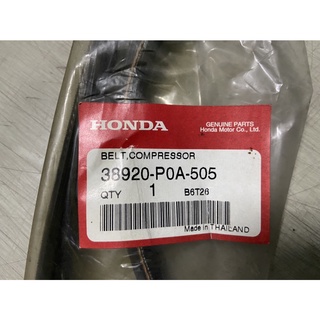 HONDA
GENUINE PARTS
Honda Motor Co., Ltd.
BELT,COMPRESSOR
38920-P0A-505
QTY 1 B6T26
Made in THAILAND